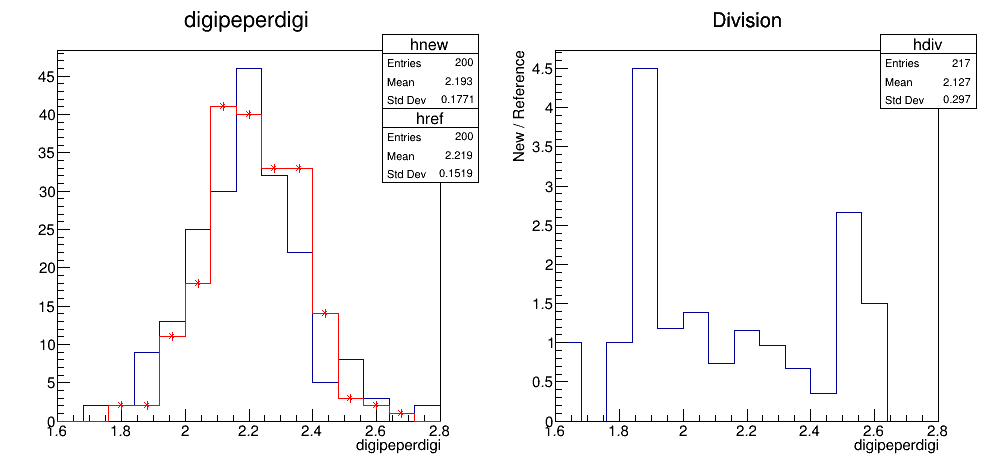 digipeperdigi
hnew
Entries 200
Mean 2.193
Std Dev 0.1771
href
Entries 200
Mean 2.219
Std Dev 0.1519
45
40
35
30
25
20
15
10
5
0
1.6 1.8 2 2.2 2.4 2.6 2.8
digipeperdigi
Division
hdiv
Entries 217
Mean 2.127
Std Dev 0.297
New / Reference
4.5
4
3.5
3
2.5
2
1.5
1
0.5
0
1.6 1.8 2 2.2 2.4 2.6 2.8
digipeperdigi